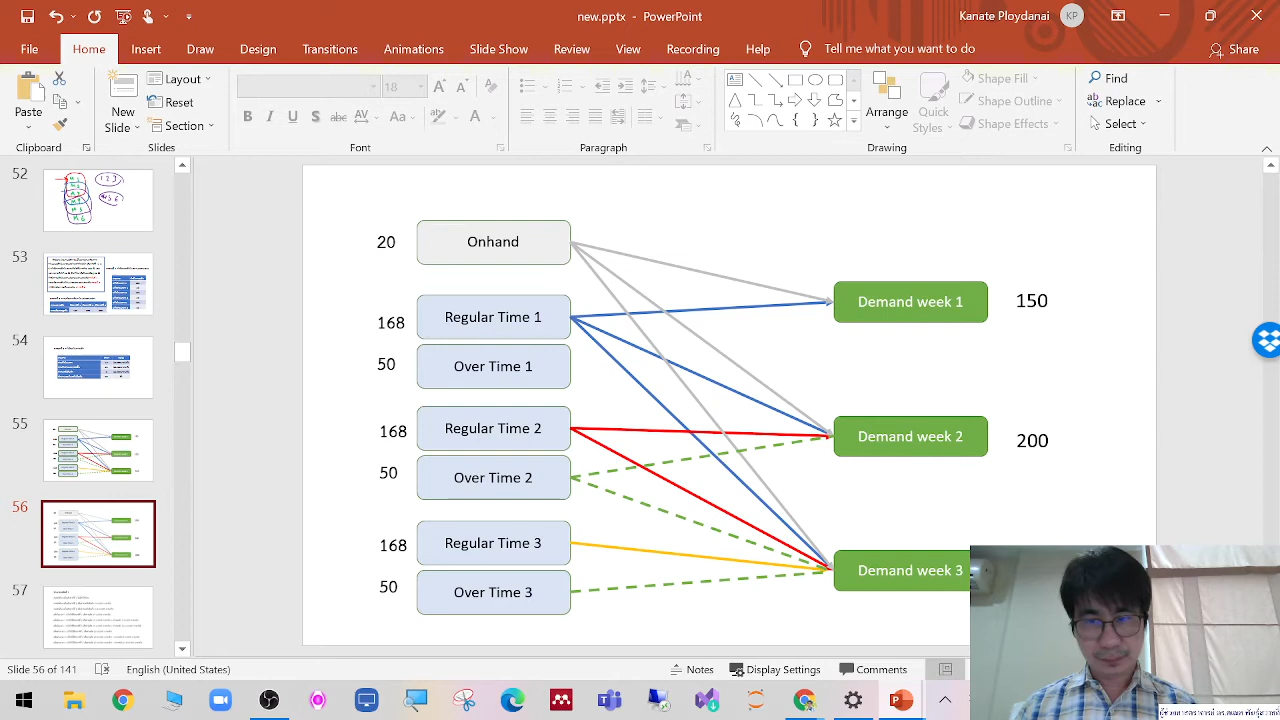 new.pptx - PowerPoint
Kanate Ploydanai KP
File Home Insert Draw Design Transitions Animations Slide Show Review View Recording Help Tell me what you want to do Share
Paste
New Slide
Layout
Reset
Section
18
B I U S abc AV Aa A
Arrange
Quick Styles
Shape Fill
Shape Outline
Shape Effects
Find
Replace
Select
Clipboard Slides Font Paragraph Drawing Editing
52
53
54
55
56
57
20 Onhand
Demand week 1 150
168 Regular Time 1
50 Over Time 1
168 Regular Time 2
Demand week 2 200
50 Over Time 2
168 Regular Time 3
Demand week 3
50 Over Time 3
Slide 56 of 141 English (United States) Notes Display Settings Comments